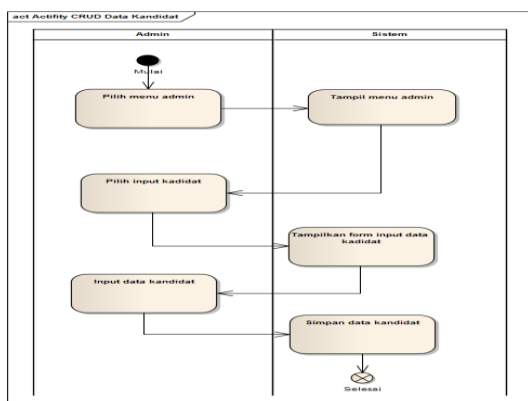 act Actifity CRUD Data Kandidat
Admin
Sistem
Mulai
Pilih menu admin
Tampil menu admin
Pilih input kadidat
Tampilkan form input data
kadidat
Input data kandidat
Simpan data kandidat
Selesai